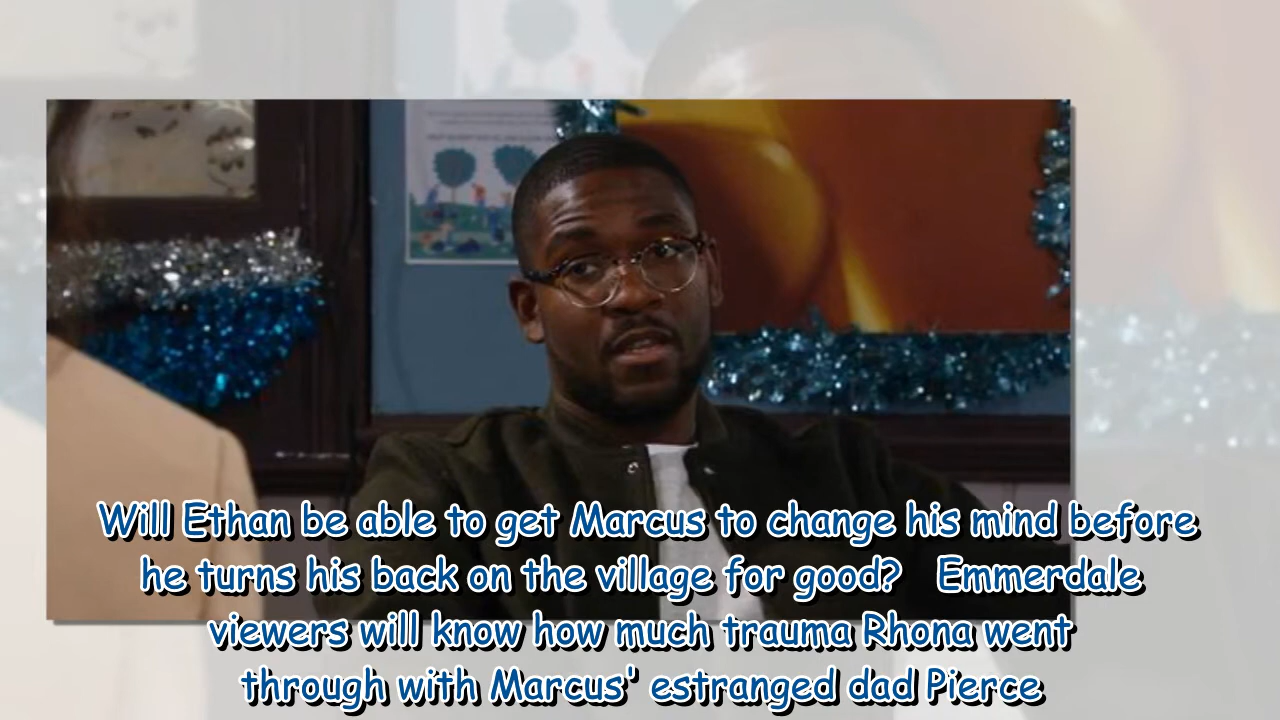 Will Ethan be able to get Marcus to change his mind before
he turns his back on the village for good?   Emmerdale
viewers will know how much trauma Rhona went
through with Marcus' estranged dad Pierce